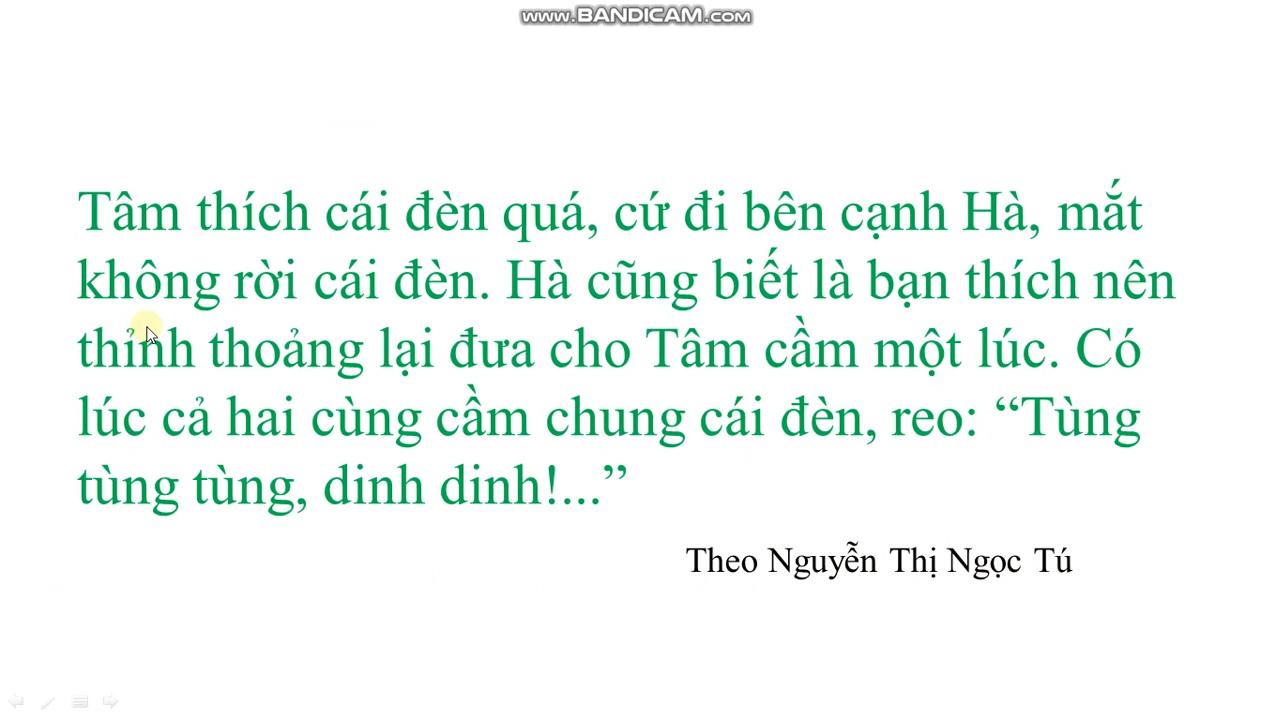 www.BANDICAM.com
Tâm thích cái đèn quá, cứ đi bên cạnh Hà, mắt
không rời cái đèn. Hà cũng biết là bạn thích nên
thỉnh thoảng lại đưa cho Tâm cầm một lúc. Có
lúc cả hai cùng cầm chung cái đèn, reo: “Tùng
tùng tùng, dinh dinh!...”
Theo Nguyễn Thị Ngọc Tú